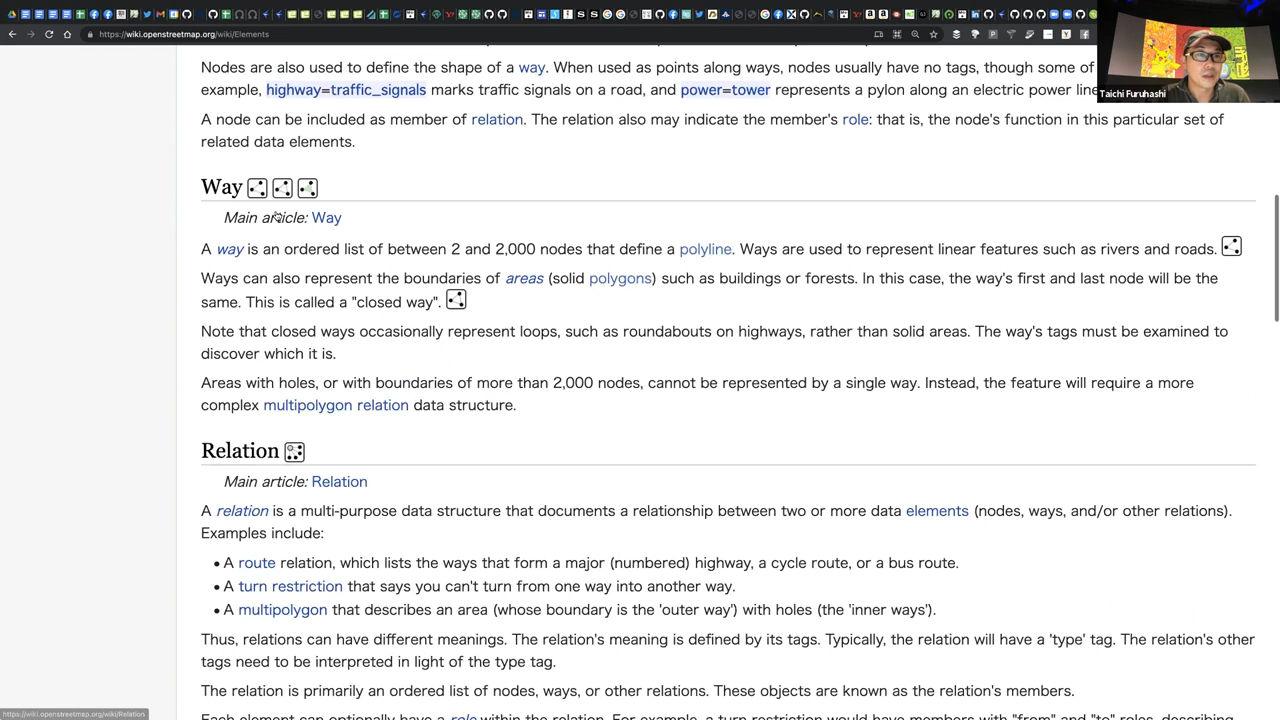 https://wiki.openstreetmap.org/wiki/Elements
Taichi Furuhashi
Nodes are also used to define the shape of a way. When used as points along ways, nodes usually have no tags, though some of
example, highway=traffic_signals marks traffic signals on a road, and power=tower represents a pylon along an electric power line
A node can be included as member of relation. The relation also may indicate the member's role: that is, the node's function in this particular set of
related data elements.
Way
Main article: Way
A way is an ordered list of between 2 and 2,000 nodes that define a polyline. Ways are used to represent linear features such as rivers and roads.
Ways can also represent the boundaries of areas (solid polygons) such as buildings or forests. In this case, the way's first and last node will be the
same. This is called a "closed way".
Note that closed ways occasionally represent loops, such as roundabouts on highways, rather than solid areas. The way's tags must be examined to
discover which it is.
Areas with holes, or with boundaries of more than 2,000 nodes, cannot be represented by a single way. Instead, the feature will require a more
complex multipolygon relation data structure.
Relation
Main article: Relation
A relation is a multi-purpose data structure that documents a relationship between two or more data elements (nodes, ways, and/or other relations).
Examples include:
• A route relation, which lists the ways that form a major (numbered) highway, a cycle route, or a bus route.
• A turn restriction that says you can't turn from one way into another way.
• A multipolygon that describes an area (whose boundary is the 'outer way') with holes (the 'inner ways').
Thus, relations can have different meanings. The relation's meaning is defined by its tags. Typically, the relation will have a 'type' tag. The relation's other
tags need to be interpreted in light of the type tag.
The relation is primarily an ordered list of nodes, ways, or other relations. These objects are known as the relation's members.
Each element can optionally have a role within the relation. For example, a turn restriction would have members with "from" and "to" roles, describing
https://wiki.openstreetmap.org/wiki/Relation